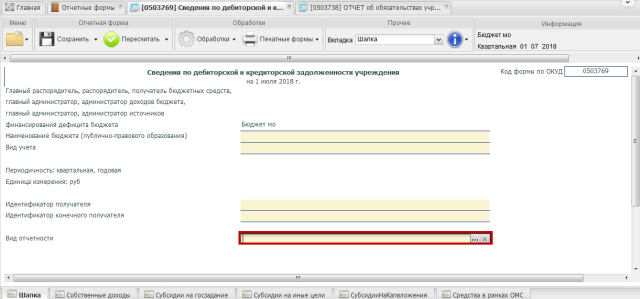 Главная
Отчетные формы
[0503769] Сведения по дебиторской и к...
[0503738] ОТЧЕТ об обязательствах учр...
Меню
Отчетная форма
Обработки
Прочее
Информация
Сохранить
Пересчитать
Обработки
Печатные формы
Вкладка
Шапка
Бюджет мо
Квартальная 01 07 2018
Сведения по дебиторской и кредиторской задолженности учреждения
Код формы по ОКУД
0503769
на 1 июля 2018 г.
Главный распорядитель, распорядитель, получатель бюджетных средств,
главный администратор, администратор доходов бюджета,
главный администратор, администратор источников
финансирования дефицита бюджета
Бюджет мо
Наименование бюджета (публично-правового образования)
Вид учета
Периодичность: квартальная, годовая
Единица измерения: руб
Идентификатор получателя
Идентификатор конечного получателя
Вид отчетности
Шапка
Собственные доходы
Субсидии на госзадание
Субсидии на иные цели
СубсидииНаКапвложения
Средства в рамках ОМС